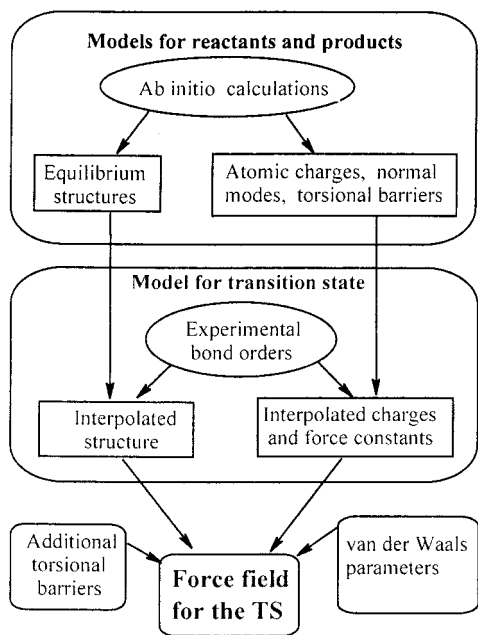 Models for reactants and products
Ab initio calculations
Equilibrium
structures
Atomic charges, normal
modes, torsional barriers
Model for transition state
Experimental
bond orders
Interpolated
structure
Interpolated charges
and force constants
Additional
torsional
barriers
Force field
for the TS
van der Waals
parameters